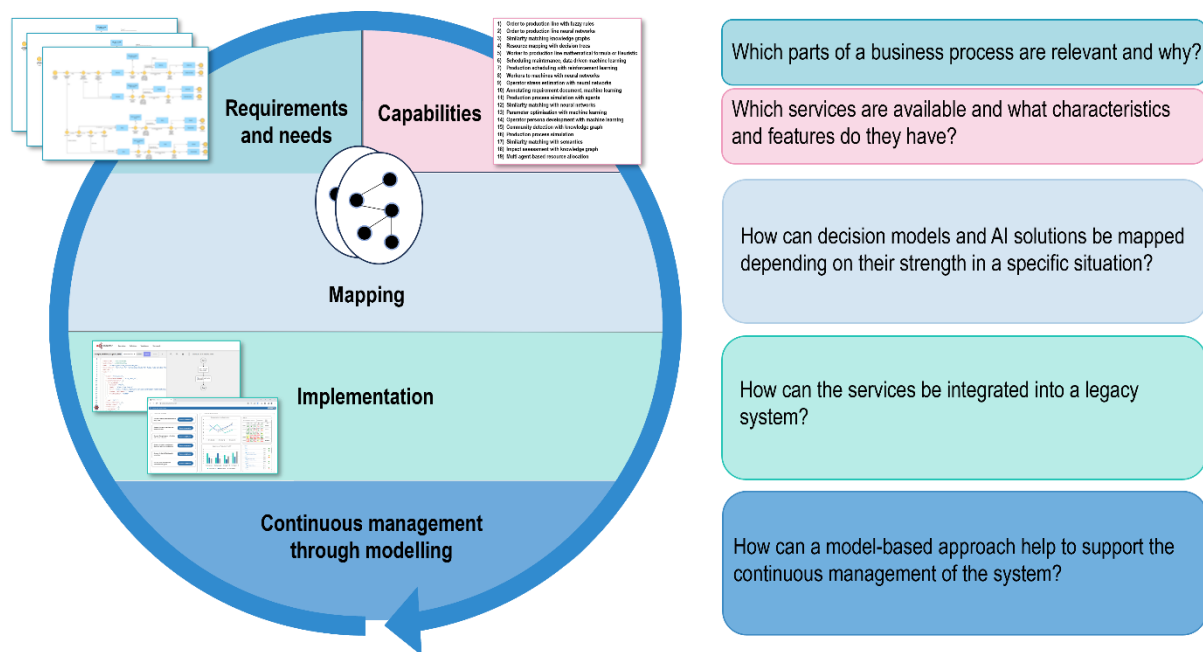 Requirements
and needs
Capabilities
1) Order to production line with fuzzy rules
2) Order to production line neural networks
3) Similarity matching knowledge graphs
4) Resource mapping with decision trees
5) Worker to production line mathematical formula or Heuristic
6) Scheduling maintenance, data driven machine learning
7) Production scheduling with reinforcement learning
8) Workers to machines with neural networks
9) Operator stress estimation with neural networks
10) Annotating requirement document, machine learning
11) Production process simulation with agents
12) Similarity matching with neural networks
13) Parameter optimisation with machine learning
14) Operator persona development with machine learning
15) Community detection with knowledge graph
16) Production process simulation
17) Similarity matching with semantics
18) Impact assessment with knowledge graph
19) Multi agent-based resource allocation
Mapping
Implementation
Continuous management
through modelling
Which parts of a business process are relevant and why?
Which services are available and what characteristics
and features do they have?
How can decision models and AI solutions be mapped
depending on their strength in a specific situation?
How can the services be integrated into a legacy
system?
How can a model-based approach help to support the
continuous management of the system?